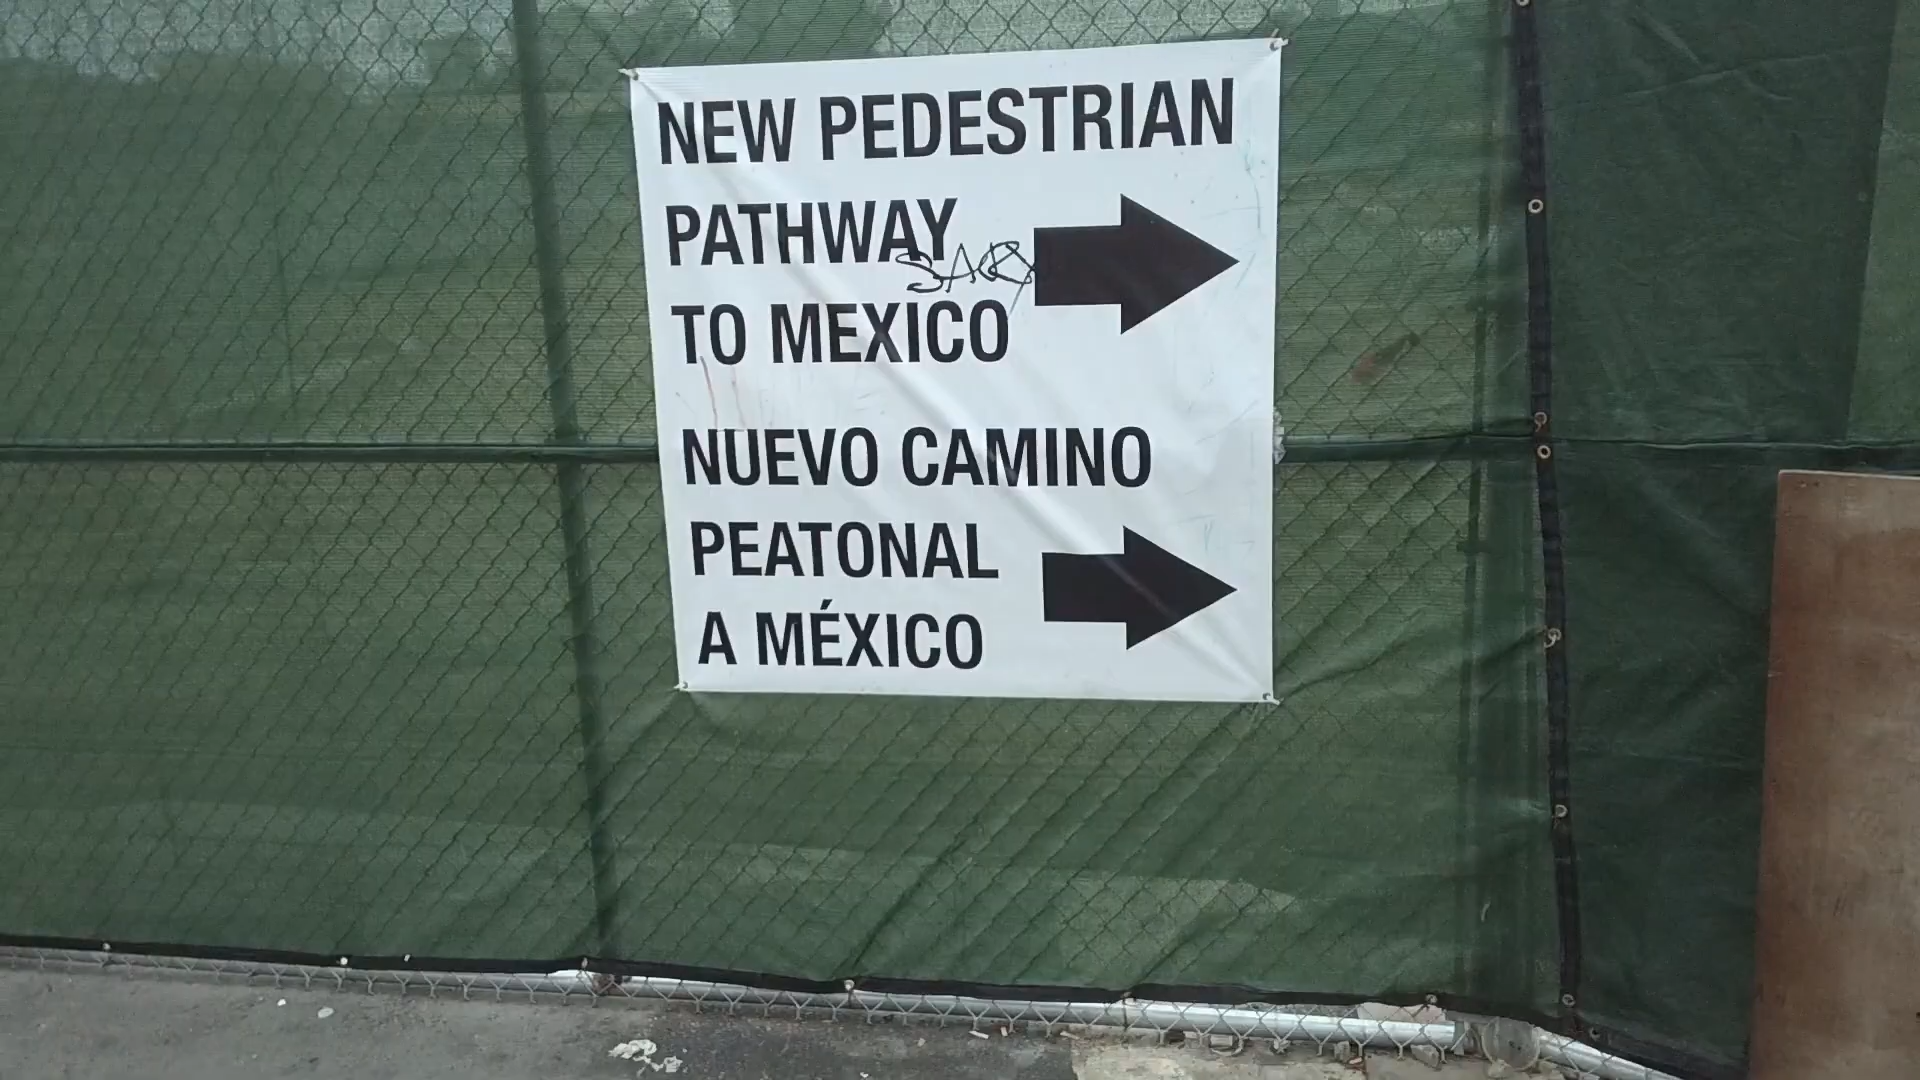 NEW PEDESTRIAN
PATHWAY
TO MEXICO
NUEVO CAMINO
PEATONAL
A MÉXICO